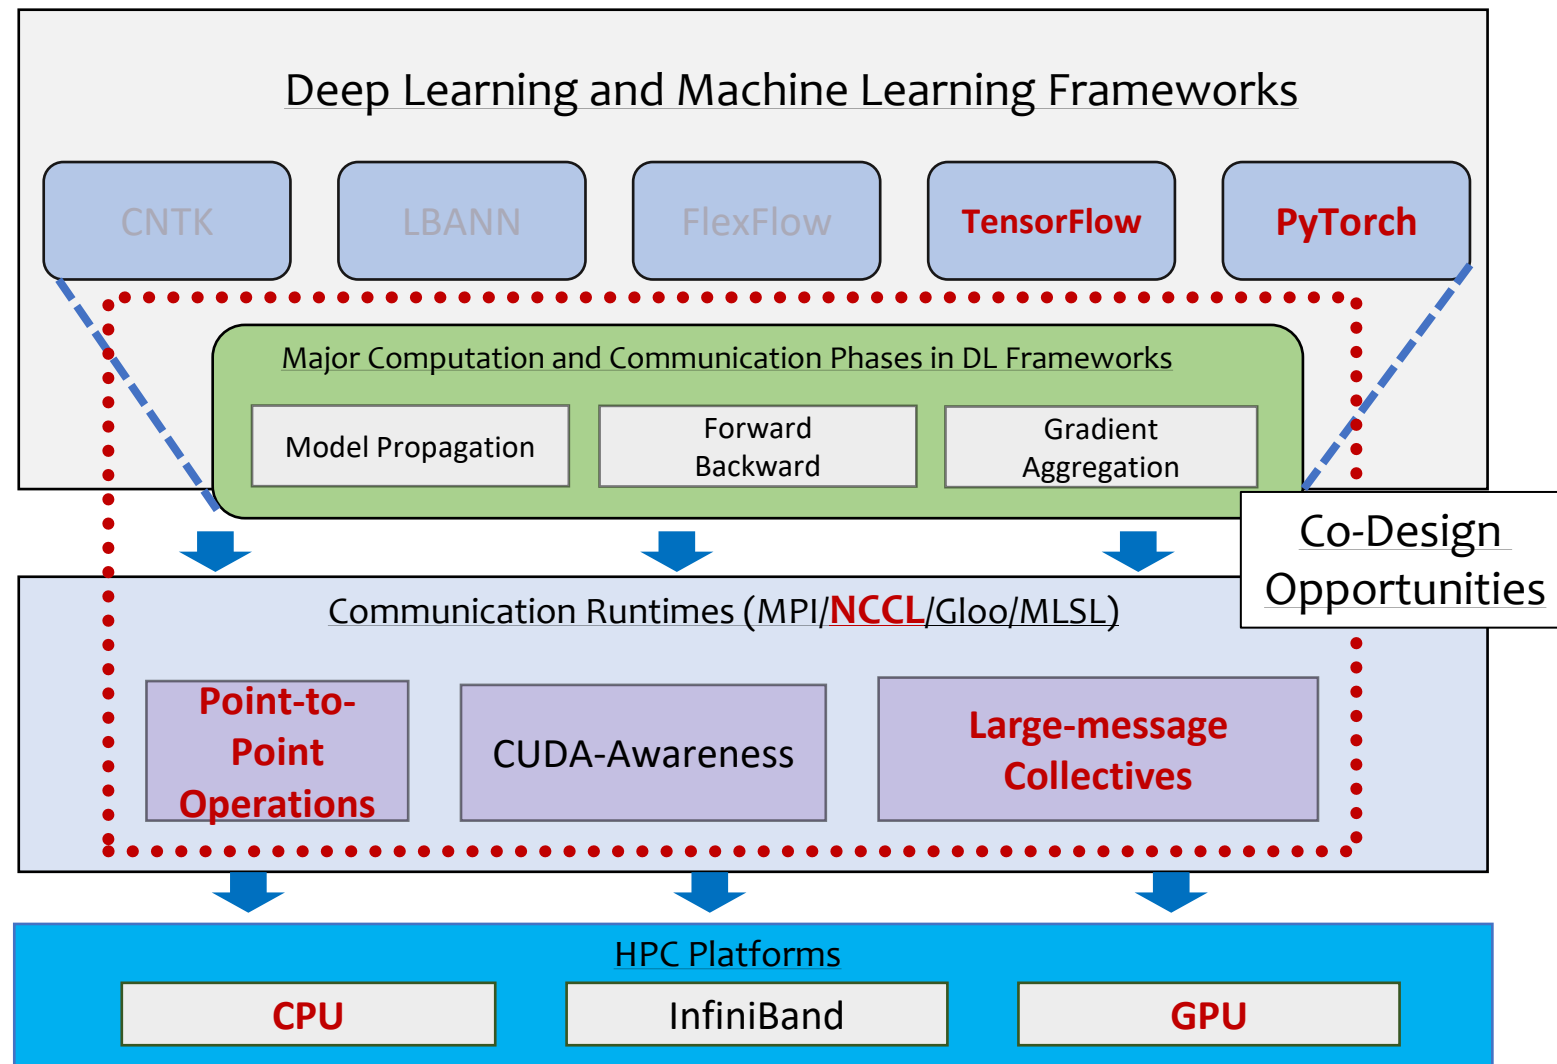 Deep Learning and Machine Learning Frameworks
CNTK
LBANN
FlexFlow
TensorFlow
PyTorch
Major Computation and Communication Phases in DL Frameworks
Model Propagation
Forward
Backward
Gradient
Aggregation
Co-Design
Opportunities
Communication Runtimes (MPI/NCCL/Gloo/MLSL)
Point-to-
Point
Operations
CUDA-Awareness
Large-message
Collectives
HPC Platforms
CPU
InfiniBand
GPU